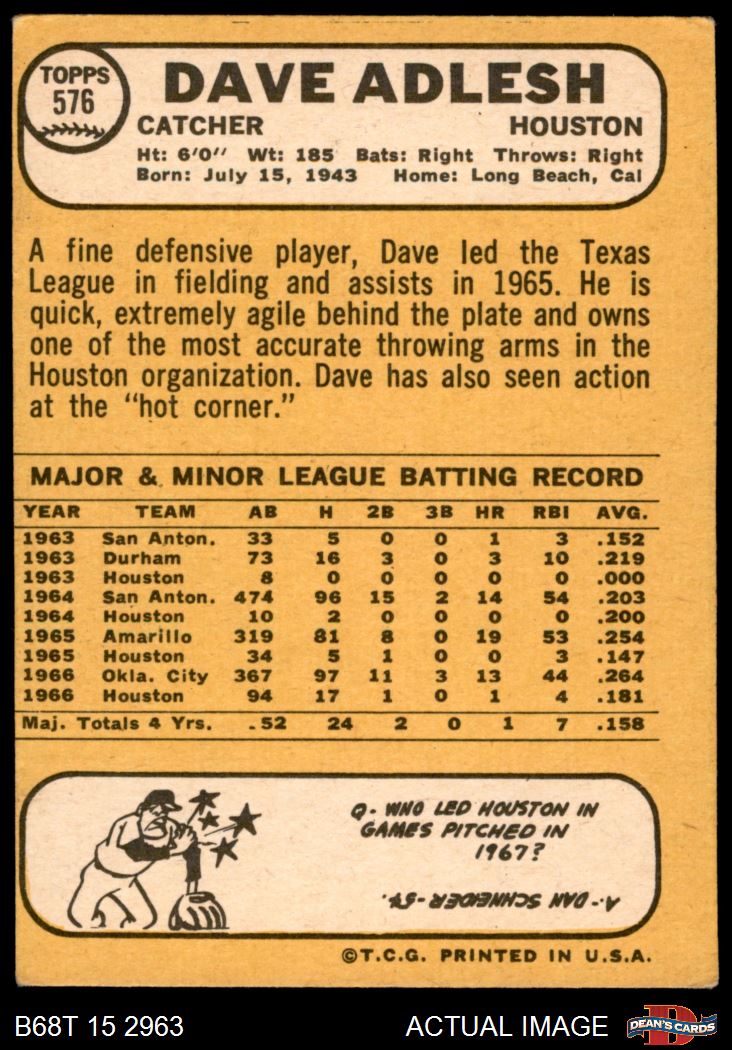 TOPPS
576
DAVE ADLESH
CATCHER HOUSTON
Ht: 6'0" Wt: 185 Bats: Right Throws: Right
Born: July 15, 1943 Home: Long Beach, Cal
A fine defensive player, Dave led the Texas
League in fielding and assists in 1965. He is
quick, extremely agile behind the plate and owns
one of the most accurate throwing arms in the
Houston organization. Dave has also seen action
at the "hot corner."
MAJOR & MINOR LEAGUE BATTING RECORD
YEAR TEAM AB H 2B 3B HR RBI AVG.
1963 San Anton. 33 5 0 0 1 3 .152
1963 Durham 73 16 3 0 3 10 .219
1963 Houston 8 0 0 0 0 0 .000
1964 San Anton. 474 96 15 2 14 54 .203
1964 Houston 10 2 0 0 0 0 .200
1965 Amarillo 319 81 8 0 19 53 .254
1965 Houston 34 5 1 0 0 3 .147
1966 Okla. City 367 97 11 3 13 44 .264
1966 Houston 94 17 1 0 1 4 .181
Maj. Totals 4 Yrs. 52 24 2 0 1 7 .158
Q- WHO LED HOUSTON IN
GAMES PITCHED IN
1967?
A-- DAN SCHNEIDER-54.
©T.C.G. PRINTED IN U.S.A.
B68T 15 2963 ACTUAL IMAGE
DEAN'S CARDS